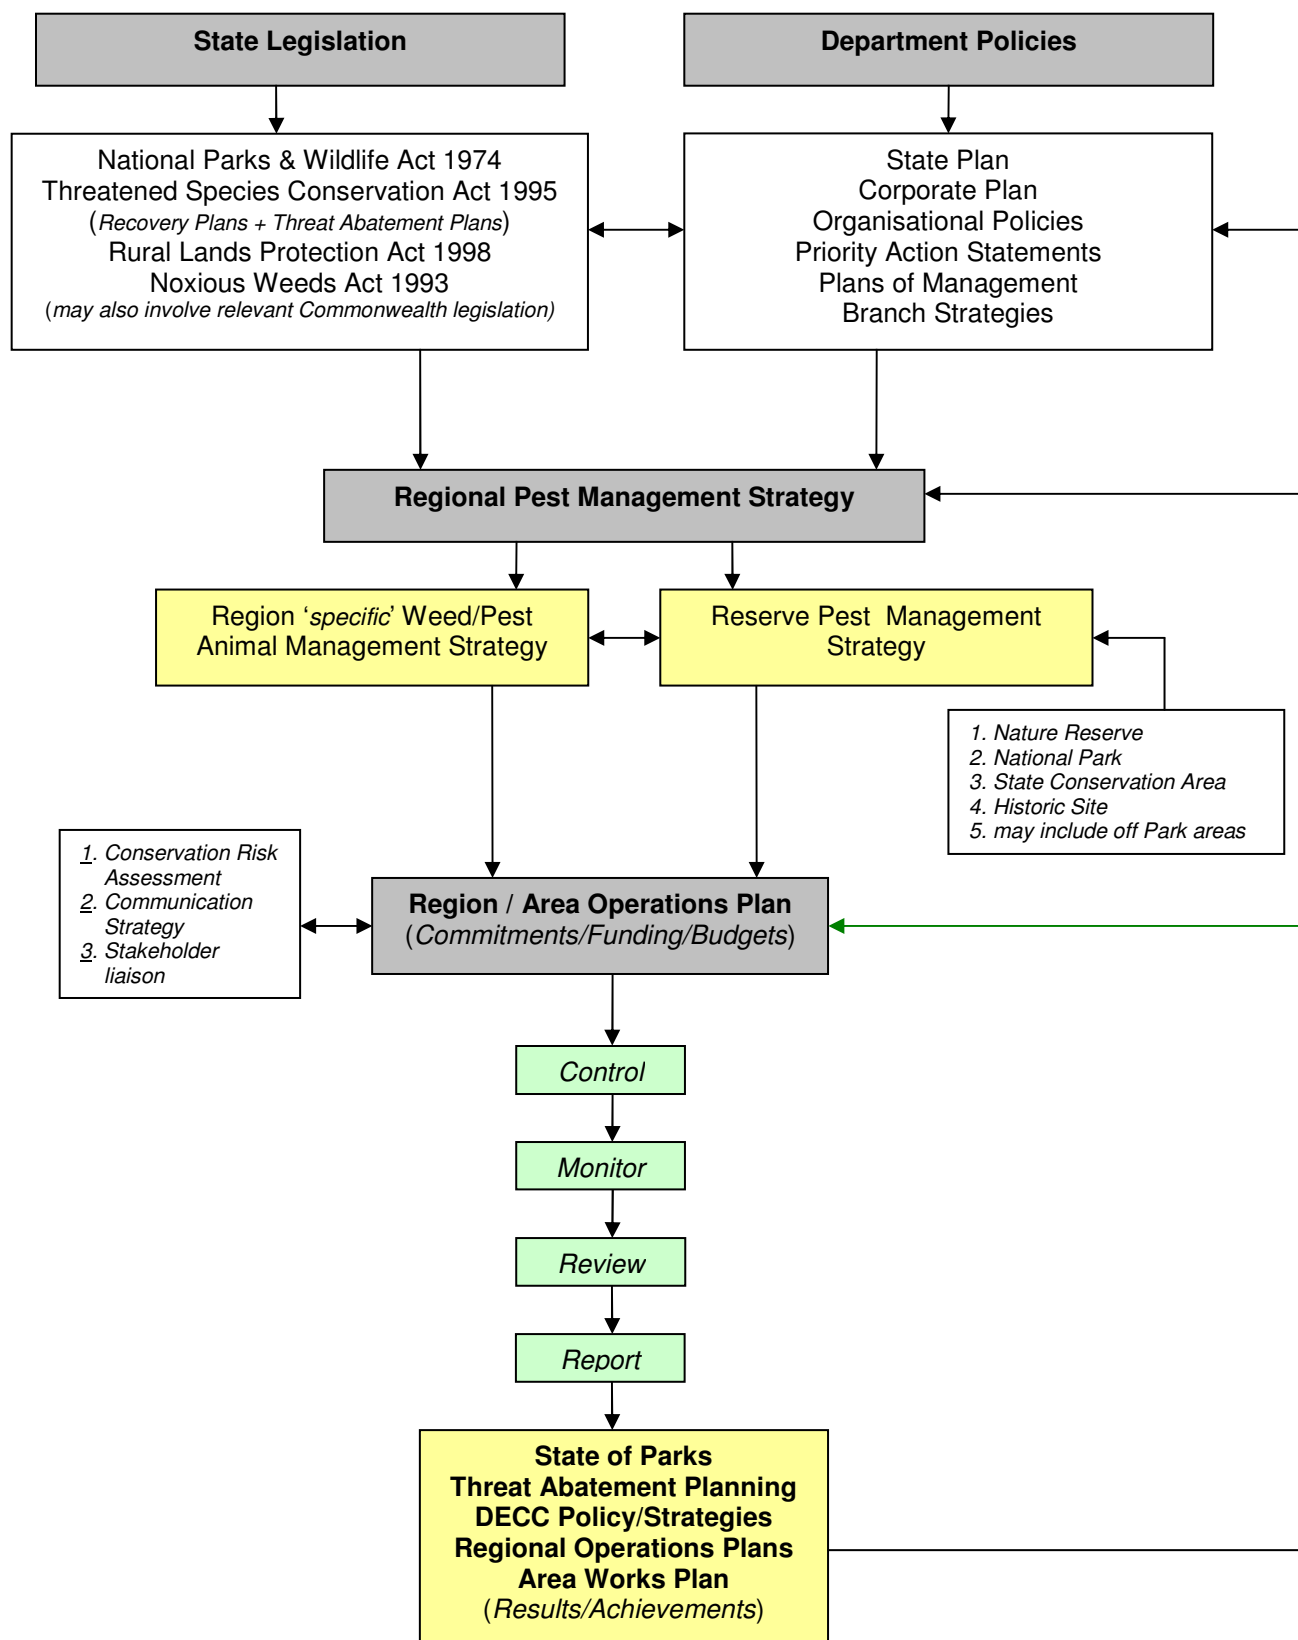 State Legislation
Department Policies
National Parks & Wildlife Act 1974
Threatened Species Conservation Act 1995
(Recovery Plans + Threat Abatement Plans)
Rural Lands Protection Act 1998
Noxious Weeds Act 1993
(may also involve relevant Commonwealth legislation)
State Plan
Corporate Plan
Organisational Policies
Priority Action Statements
Plans of Management
Branch Strategies
Regional Pest Management Strategy
Region ‘specific’ Weed/Pest
Animal Management Strategy
Reserve Pest Management
Strategy
1. Nature Reserve
2. National Park
3. State Conservation Area
4. Historic Site
5. may include off Park areas
1. Conservation Risk
Assessment
2. Communication
Strategy
3. Stakeholder
liaison
Region / Area Operations Plan
(Commitments/Funding/Budgets)
Control
Monitor
Review
Report
State of Parks
Threat Abatement Planning
DECC Policy/Strategies
Regional Operations Plans
Area Works Plan
(Results/Achievements)